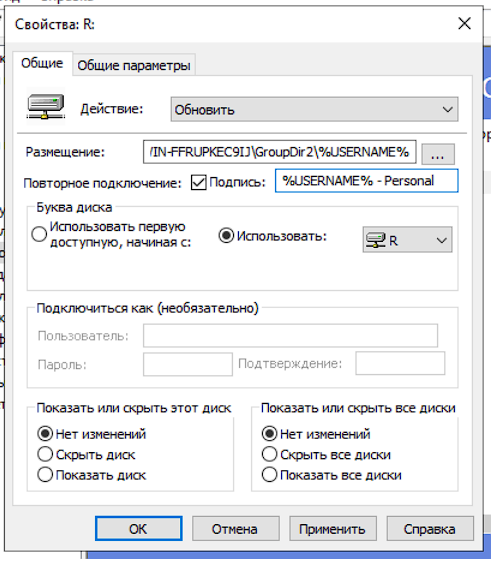 Справка
Свойства: R:
Общие
Общие параметры
Действие:
Обновить
Размещение:
IN-FFRUPKEC9IJ\GroupDir2\%USERNAME%
...
Повторное подключение:
Подпись:
%USERNAME% - Personal
Буква диска
Использовать первую
доступную, начиная с:
Использовать:
R
Подключиться как (необязательно)
Пользователь:
Пароль:
Подтверждение:
Показать или скрыть этот диск
Нет изменений
Скрыть диск
Показать диск
Показать или скрыть все диски
Нет изменений
Скрыть все диски
Показать все диски
OK
Отмена
Применить
Справка